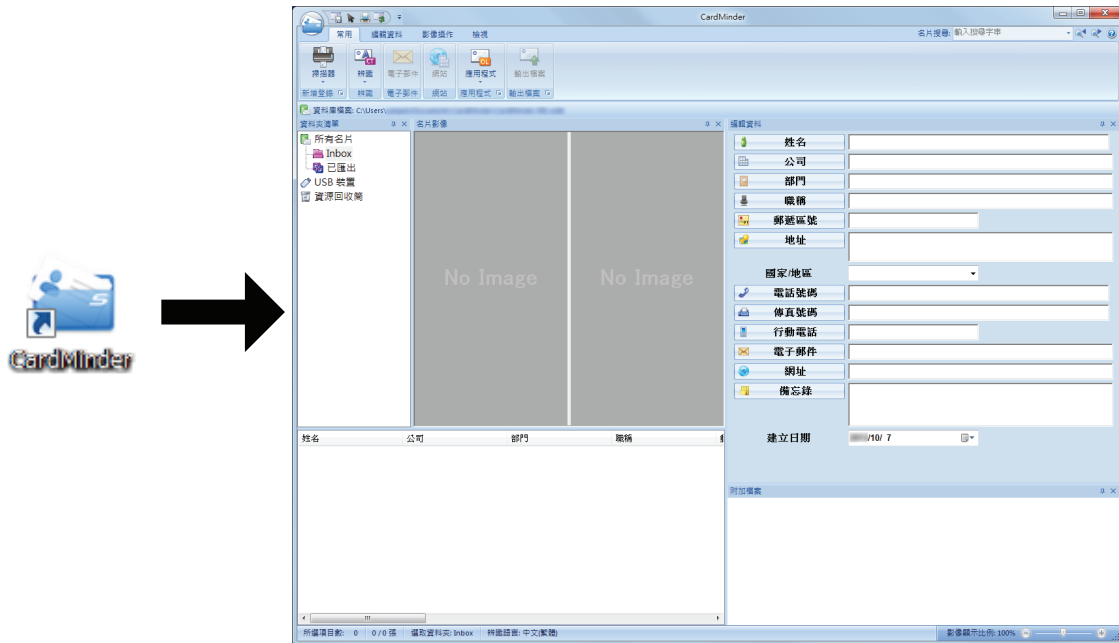 CardMinder
CardMinder
常用 編輯資料 影像操作 檢視
名片搜尋: 輸入搜尋字串
掃描器 辨識 電子郵件 網站 應用程式 輸出檔案
新增登錄 辨識 電子郵件 網站 應用程式 輸出檔案
資料庫檔案: C:\Users\
資料夾清單
名片影像
編輯資料
所有名片
Inbox
已匯出
USB 裝置
資源回收筒
No Image No Image
姓名
公司
部門
職稱
郵遞區號
地址
國家/地區
電話號碼
傳真號碼
行動電話
電子郵件
網址
備忘錄
建立日期 /10/ 7
姓名 公司 部門 職稱
附加檔案
所選項目數: 0 0 / 0 張 選取資料夾: Inbox 辨識語言: 中文(繁體)
影像顯示比例: 100%